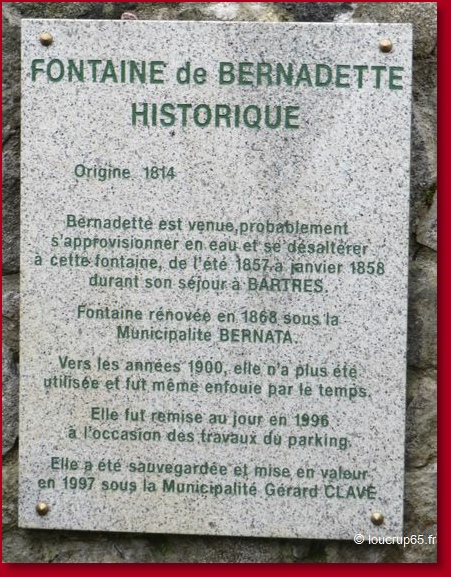 FONTAINE de BERNADETTE
HISTORIQUE
Origine 1814
Bernadette est venue,probablement
s'approvisionner en eau et se désaltérer
à cette fontaine, de l'été 1857 à janvier 1858
durant son séjour à BARTRES.
Fontaine rénovée en 1868 sous la
Municipalité BERNATA.
Vers les années 1900, elle n'a plus été
utilisée et fut même enfouie par le temps.
Elle fut remise au jour en 1996
à l'occasion des travaux du parking.
Elle a été sauvegardée et mise en valeur
en 1997 sous la Municipalité Gérard CLAVÉ.
© loucrup65.fr